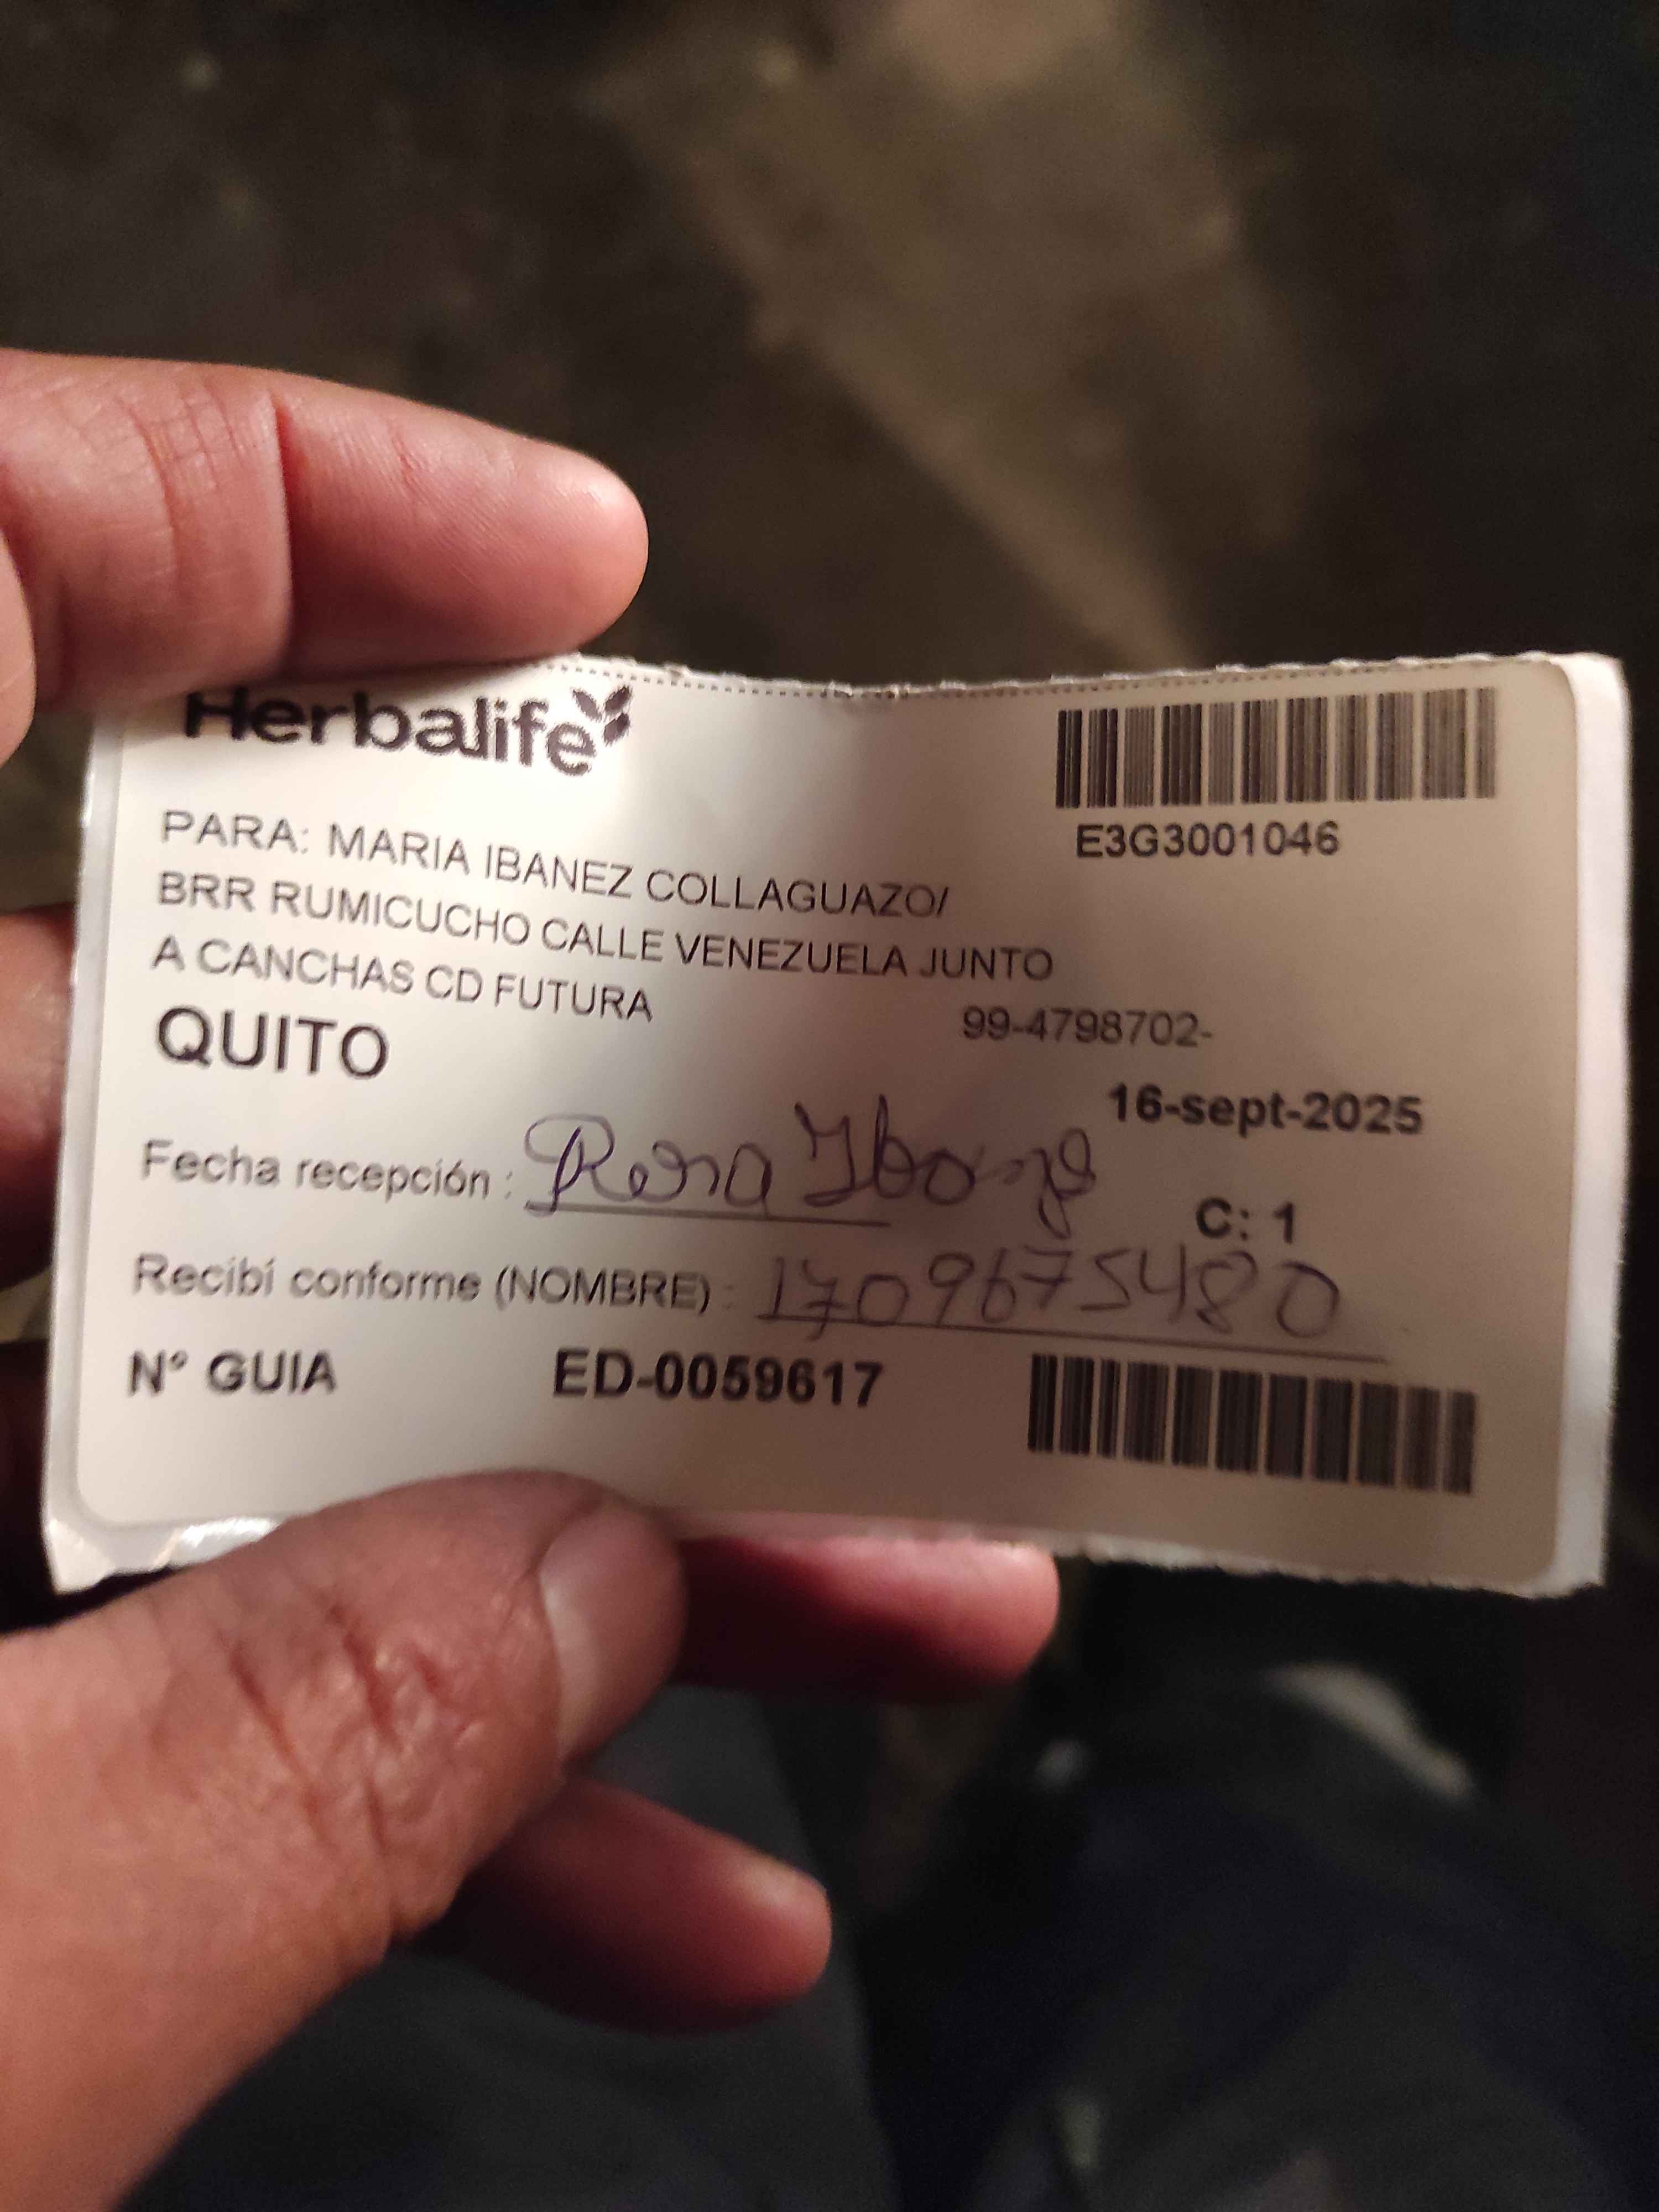 Herbalife
E3G3001046
PARA: MARIA IBANEZ COLLAGUAZO/
BRR RUMICUCHO CALLE VENEZUELA JUNTO
A CANCHAS CD FUTURA
99-4798702-
QUITO
16-sept-2025
Fecha recepción : Rosa
C: 1
Recibí conforme (NOMBRE) : 1709675480
N° GUIA ED-0059617